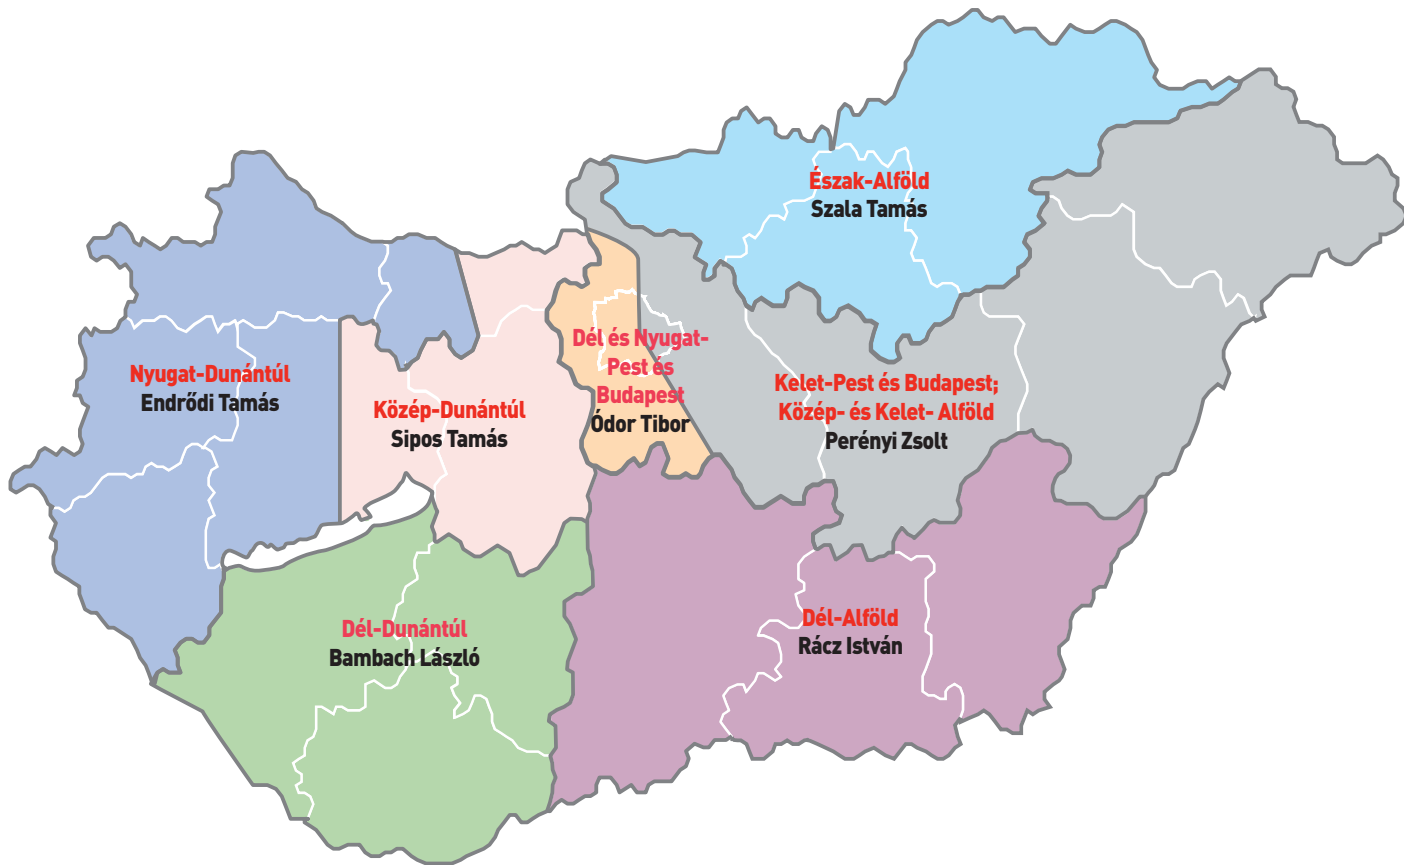 Észak-Alföld
Szala Tamás
Dél és Nyugat-
Pest és
Budapest
Ódor Tibor
Nyugat-Dunántúl
Endrődi Tamás
Közép-Dunántúl
Sipos Tamás
Kelet-Pest és Budapest;
Közép- és Kelet- Alföld
Perényi Zsolt
Dél-Dunántúl
Bambach László
Dél-Alföld
Rácz István